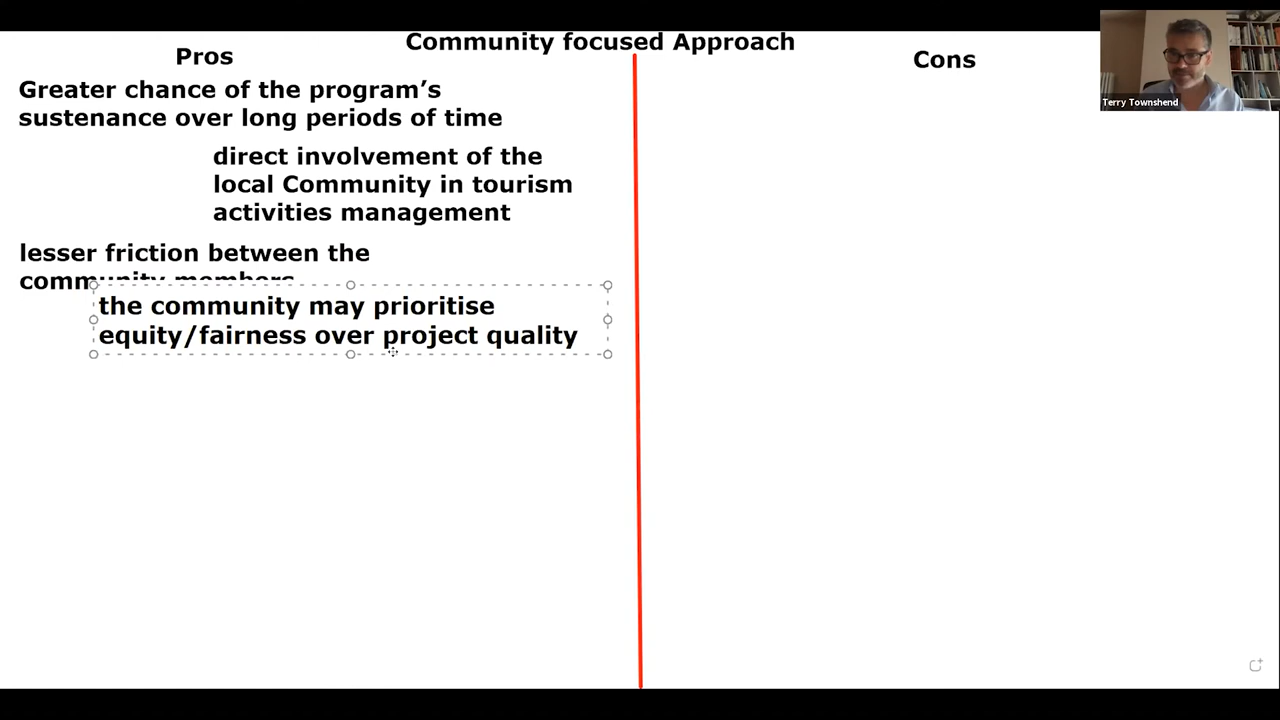 Community focused Approach
Pros
Cons
Greater chance of the program’s
sustenance over long periods of time
direct involvement of the
local Community in tourism
activities management
lesser friction between the
community members
the community may prioritise
equity/fairness over project quality
Terry Townshend